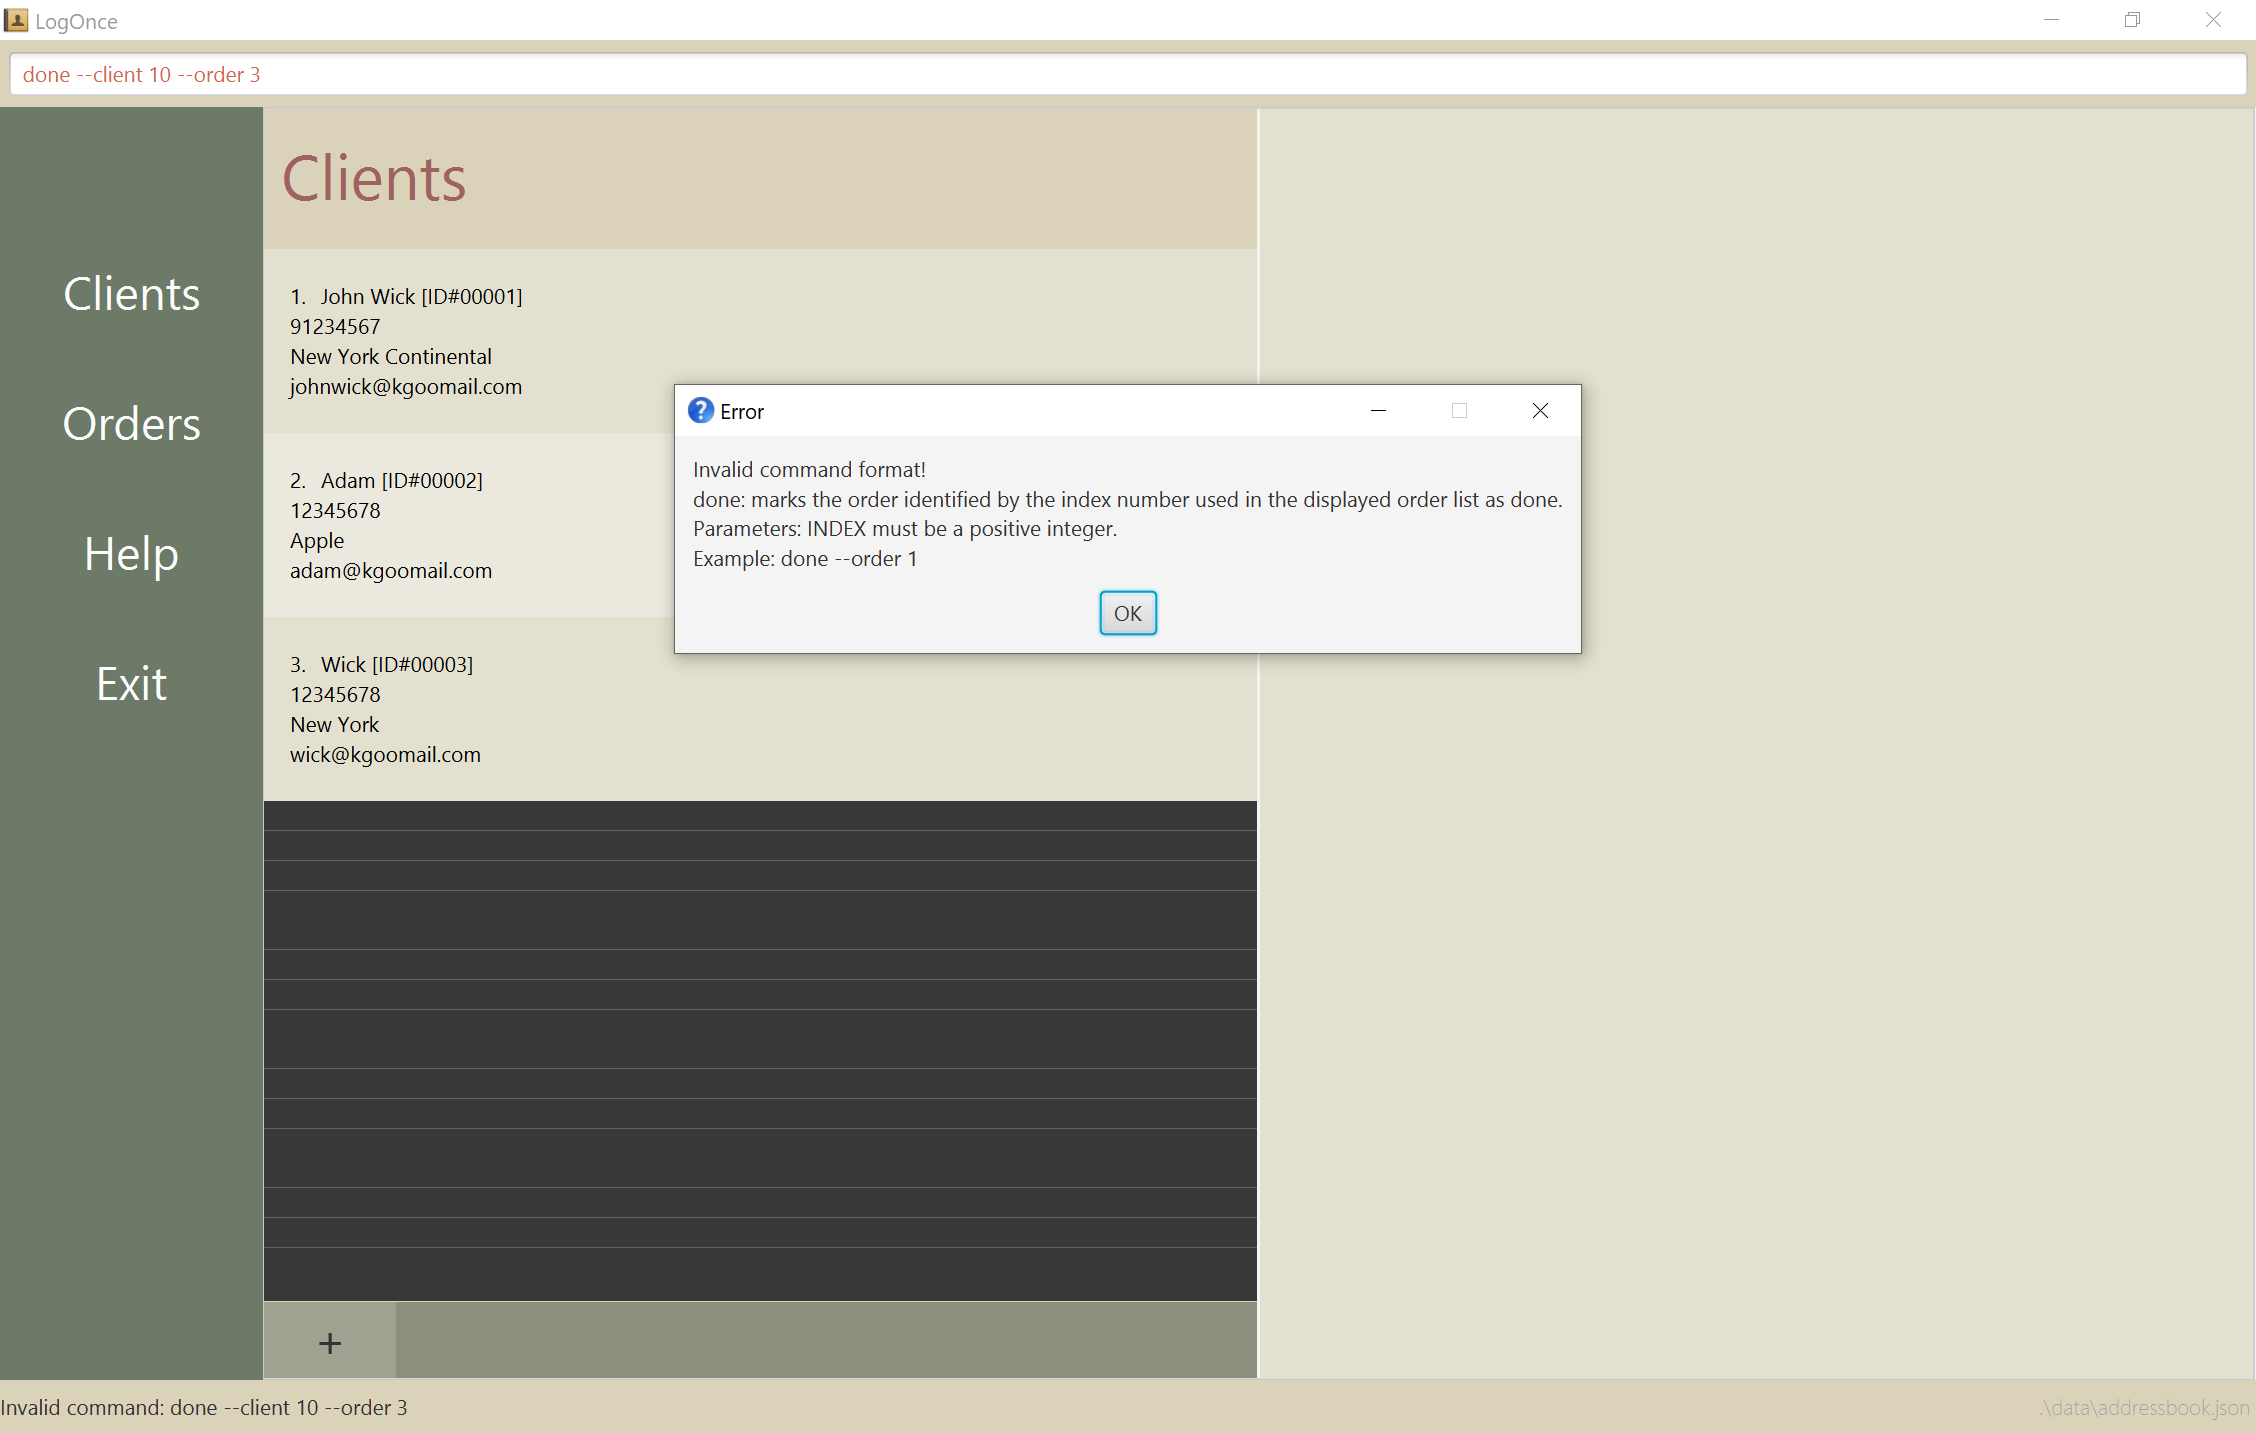 LogOnce
done --client 10 --order 3
Clients
Orders
Help
Exit
Clients
1. John Wick [ID#00001]
91234567
New York Continental
johnwick@kgoomail.com
2. Adam [ID#00002]
12345678
Apple
adam@kgoomail.com
3. Wick [ID#00003]
12345678
New York
wick@kgoomail.com
+
Error
Invalid command format!
done: marks the order identified by the index number used in the displayed order list as done.
Parameters: INDEX must be a positive integer.
Example: done --order 1
OK
Invalid command: done --client 10 --order 3
.\data\addressbook.json